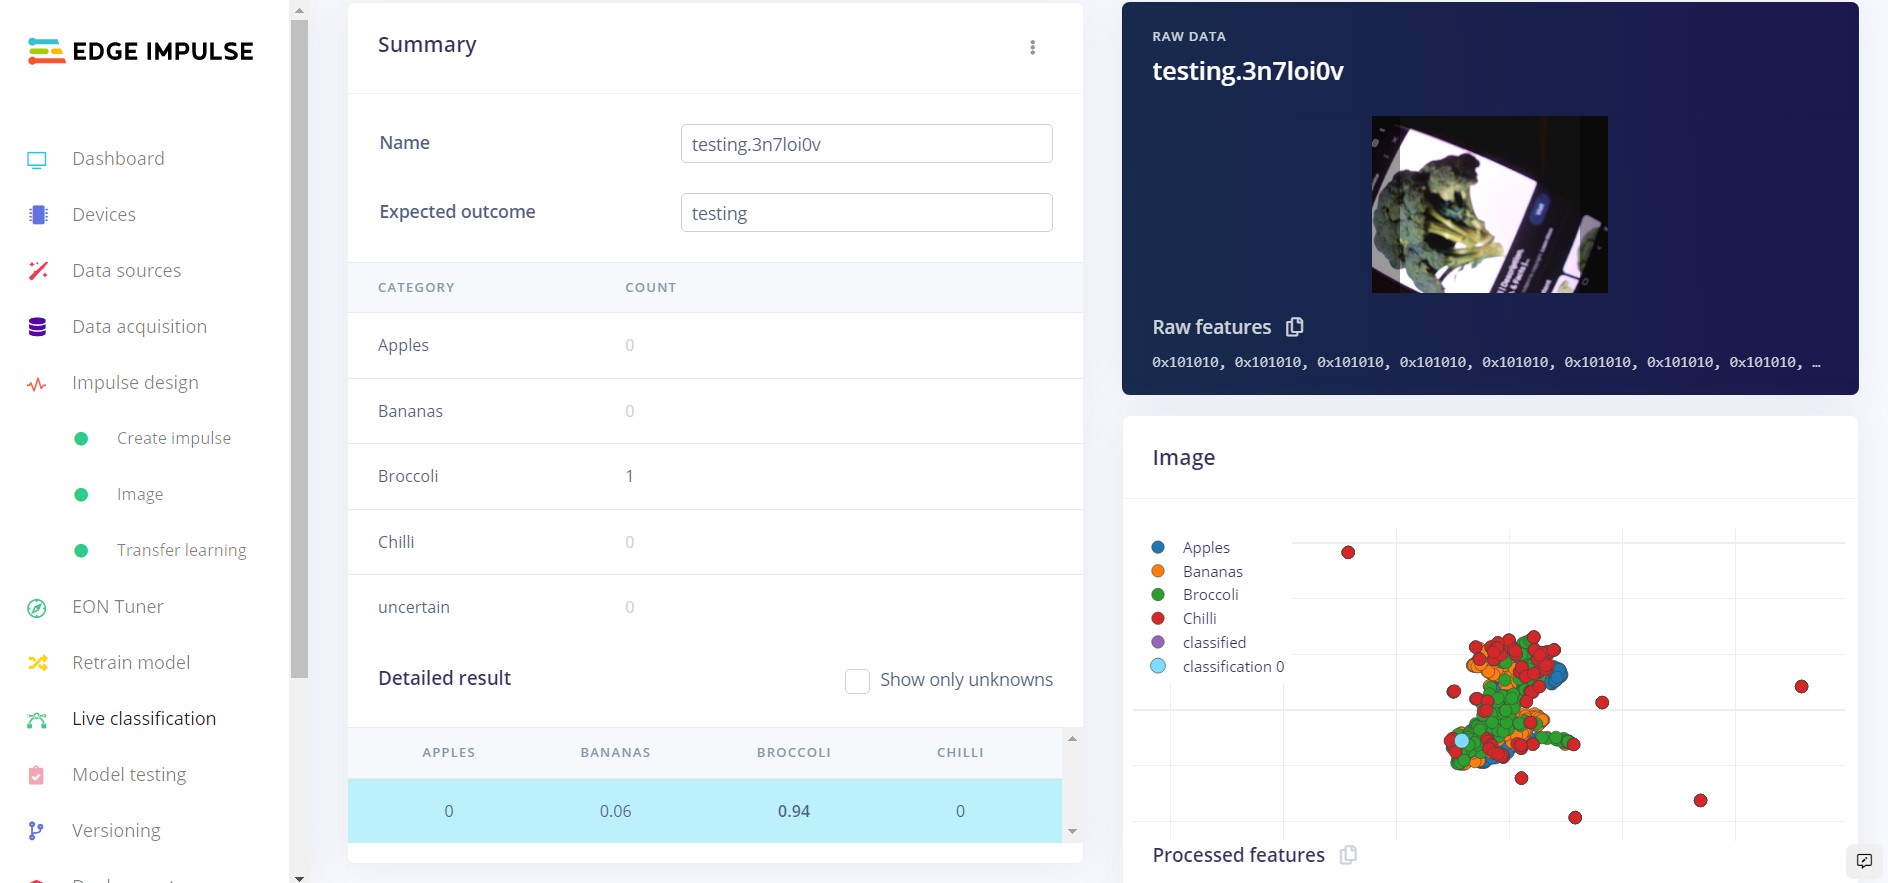 EDGE IMPULSE
Dashboard
Devices
Data sources
Data acquisition
Impulse design
Create impulse
Image
Transfer learning
EON Tuner
Retrain model
Live classification
Model testing
Versioning
Summary
Name
testing.3n7loi0v
Expected outcome
testing
CATEGORY COUNT
Apples 0
Bananas 0
Broccoli 1
Chilli 0
uncertain 0
Detailed result
Show only unknowns
APPLES BANANAS BROCCOLI CHILLI
0 0.06 0.94 0
RAW DATA
testing.3n7loi0v
Raw features
0x101010, 0x101010, 0x101010, 0x101010, 0x101010, 0x101010, 0x101010, 0x101010, …
Image
Apples
Bananas
Broccoli
Chilli
classified
classification 0
Processed features